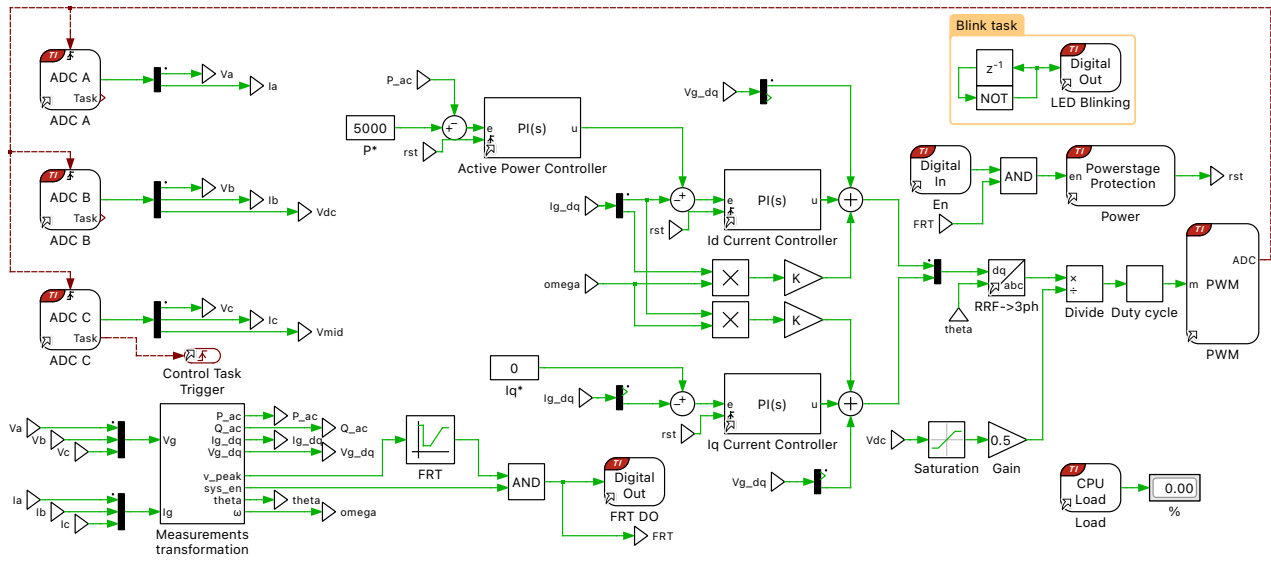 TI
ADC A
Task
ADC A
Va
Ia
TI
ADC B
Task
ADC B
Vb
Ib
Vdc
TI
ADC C
Task
ADC C
Vc
Ic
Vmid
Control Task
Trigger
Va
Vb
Vc
Ia
Ib
Ic
Vg
Ig
P_ac
Q_ac
Ig_dq
Vg_dq
v_peak
sys_en
theta
ω
Measurements
transformation
P_ac
Q_ac
Ig_dq
Vg_dq
theta
omega
FRT
AND
TI
Digital
Out
FRT DO
FRT
P_ac
5000
P*
rst
+
−
e
PI(s)
u
Active Power Controller
Ig_dq
rst
+
−
e
PI(s)
u
Id Current Controller
Vg_dq
+
omega
×
K
×
K
0
Iq*
Ig_dq
rst
+
−
e
PI(s)
u
Iq Current Controller
+
Vg_dq
Blink task
z⁻¹
NOT
TI
Digital
Out
LED Blinking
TI
Digital
In
En
FRT
AND
TI
en
Powerstage
Protection
Power
rst
theta
dq
abc
RRF->3ph
×
÷
Divide
Duty cycle
TI
m
PWM
ADC
PWM
Vdc
Saturation
0.5
Gain
TI
CPU
Load
Load
0.00
%